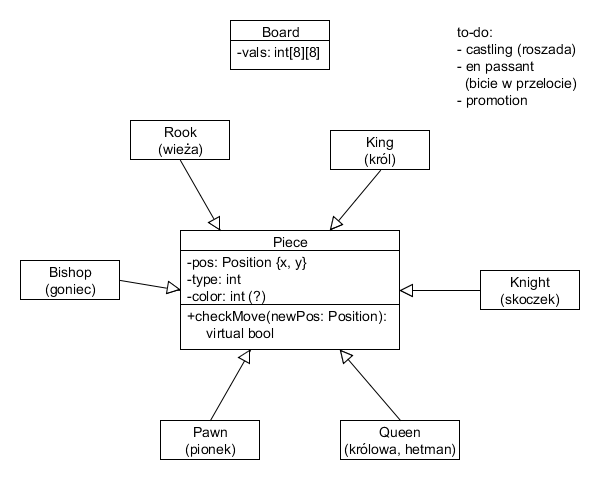 Board
-vals: int[8][8]
to-do:
- castling (roszada)
- en passant
(bicie w przelocie)
- promotion
Rook
(wieża)
King
(król)
Piece
-pos: Position {x, y}
-type: int
-color: int (?)
+checkMove(newPos: Position):
virtual bool
Bishop
(goniec)
Knight
(skoczek)
Pawn
(pionek)
Queen
(królowa, hetman)